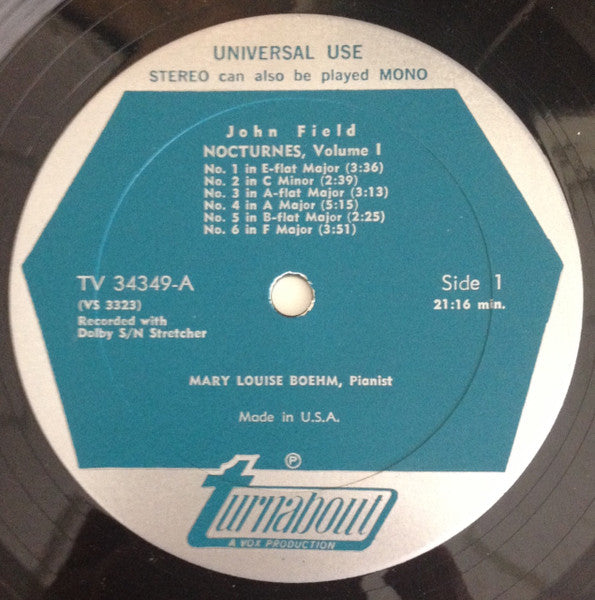 UNIVERSAL USE
STEREO can also be played MONO
John Field
NOCTURNES, Volume I
No. 1 in E-flat Major (3:36)
No. 2 in C Minor (2:39)
No. 3 in A-flat Major (3:13)
No. 4 in A Major (5:15)
No. 5 in B-flat Major (2:25)
No. 6 in F Major (3:51)
TV 34349-A
(VS 3323)
Recorded with
Dolby S/N Stretcher
Side 1
21:16 min.
MARY LOUISE BOEHM, Pianist
Made in U.S.A.
℗
turnabout
A VOX PRODUCTION